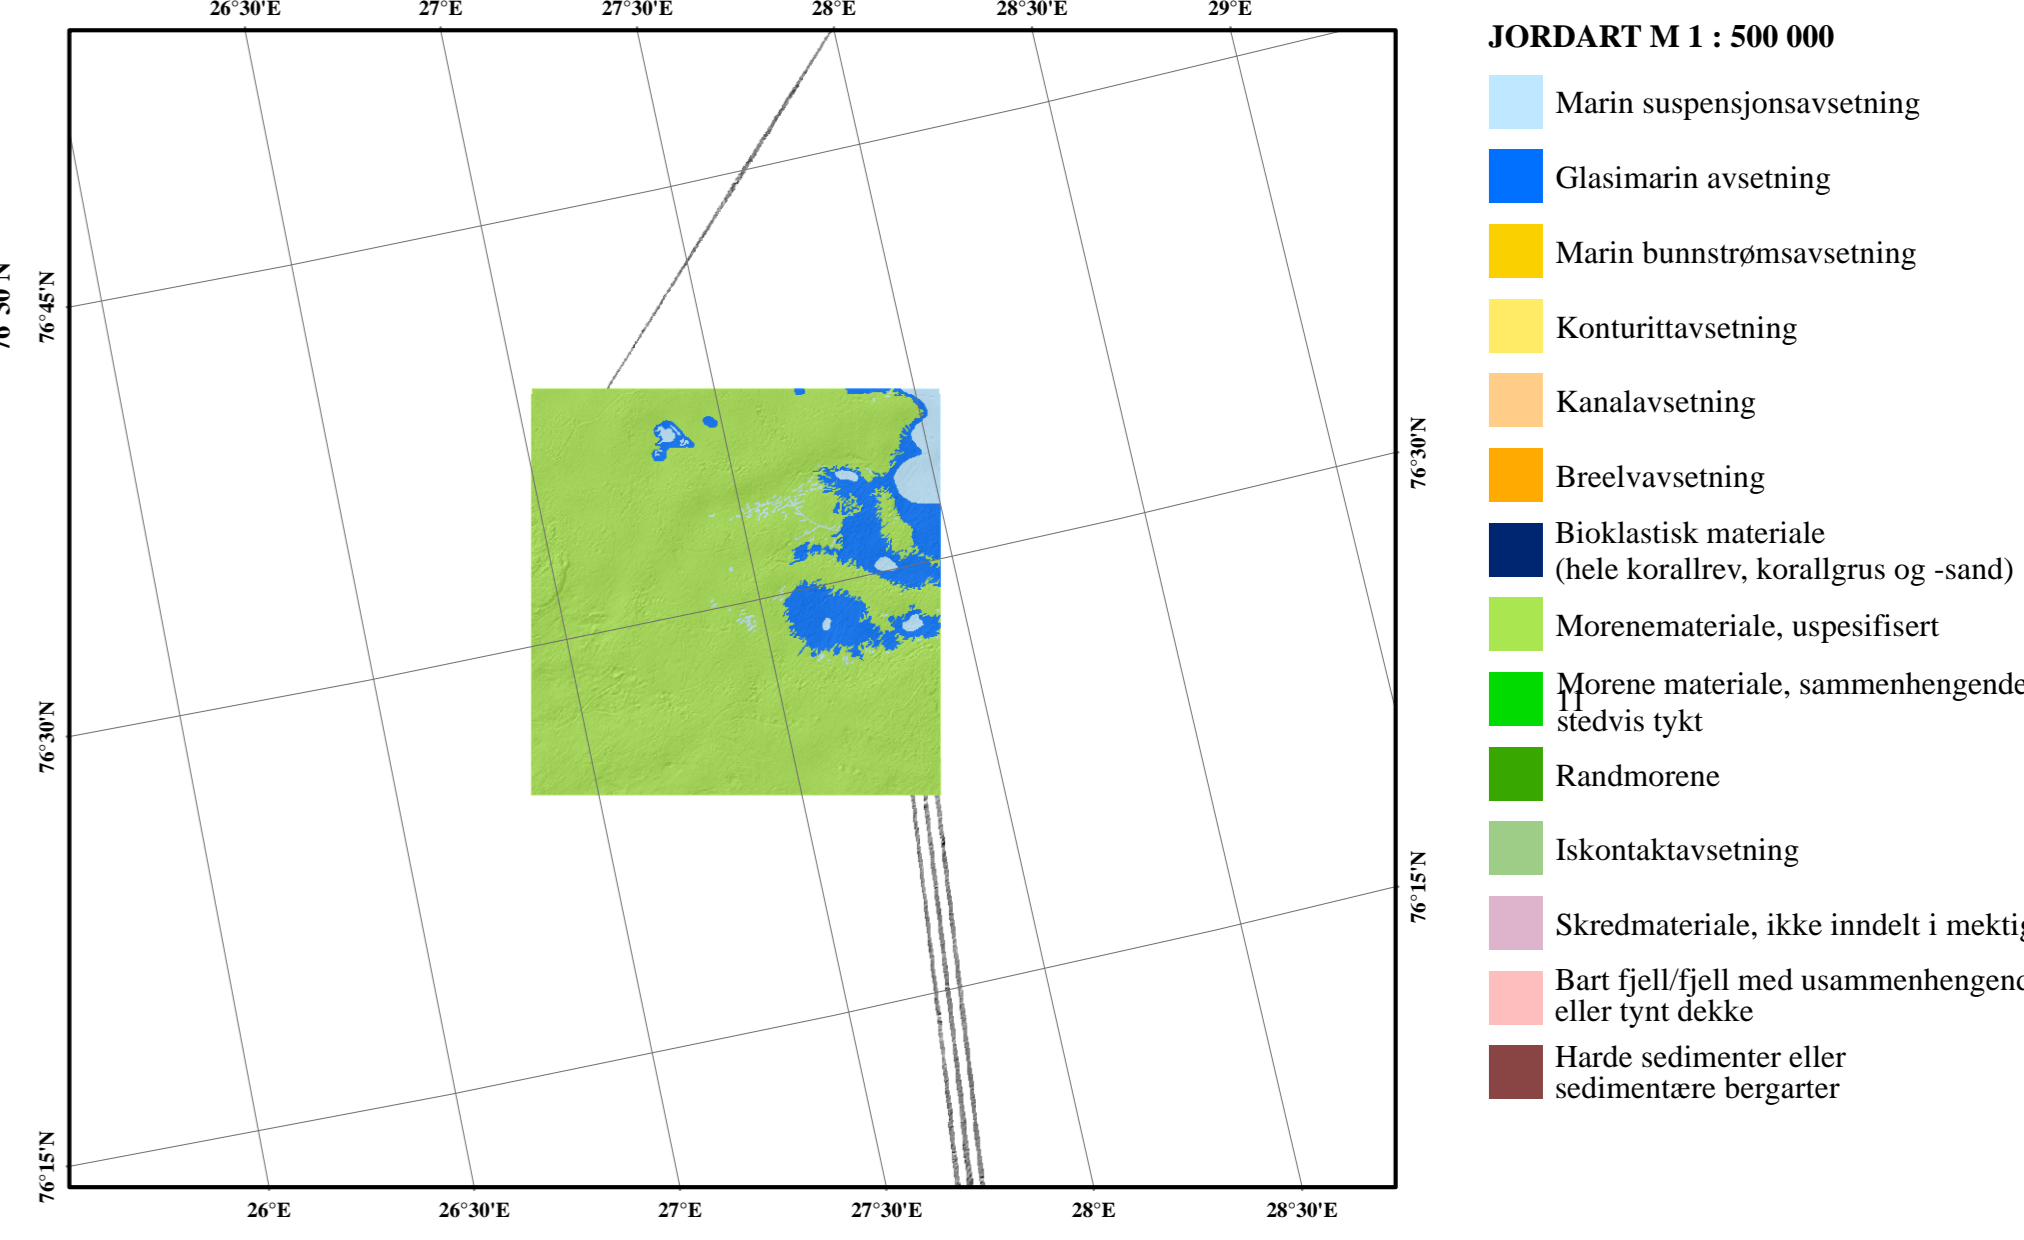 26°30'E 27°E 27°30'E 28°E 28°30'E 29°E
76°45'N
76°30'N
76°15'N
76°30'N
76°15'N
26°E 26°30'E 27°E 27°30'E 28°E 28°30'E
JORDART M 1 : 500 000
Marin suspensjonsavsetning
Glasimarin avsetning
Marin bunnstrømsavsetning
Konturittavsetning
Kanalavsetning
Breelvavsetning
Bioklastisk materiale
(hele korallrev, korallgrus og -sand)
Morenemateriale, uspesifisert
Morene materiale, sammenhengende
11
stedvis tykt
Randmorene
Iskontaktavsetning
Skredmateriale, ikke inndelt i mektig
Bart fjell/fjell med usammenhengend
eller tynt dekke
Harde sedimenter eller
sedimentære bergarter